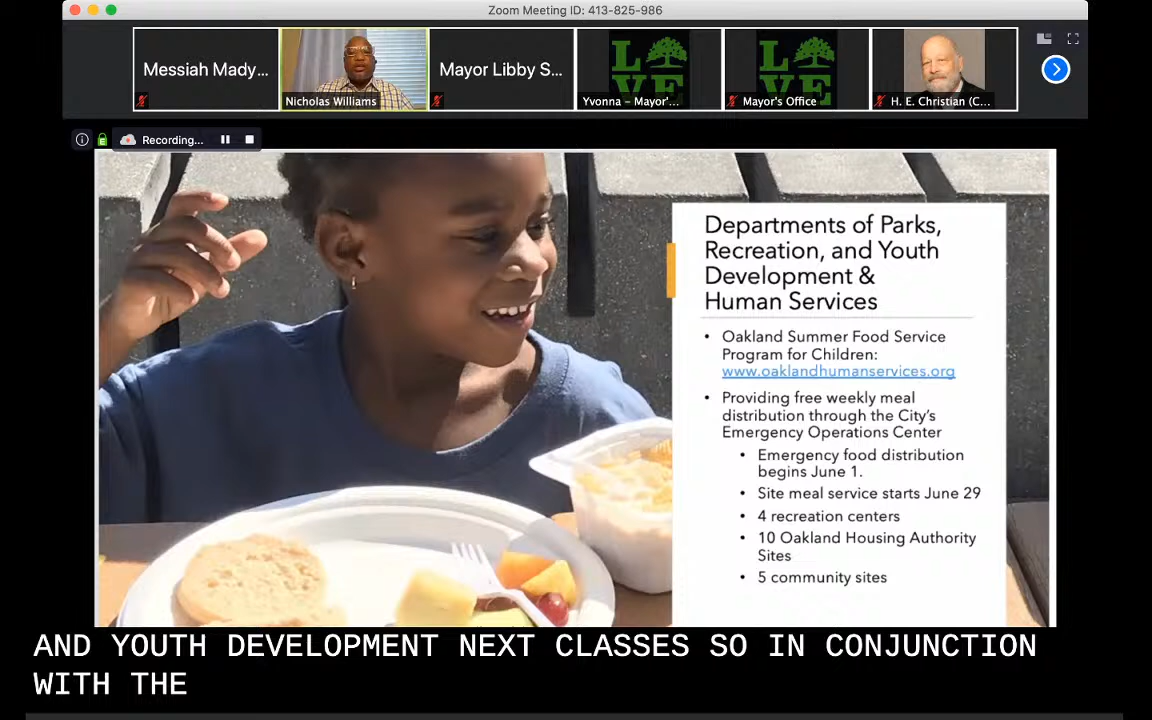 Zoom Meeting ID: 413-825-986
Messiah Mady...
Nicholas Williams
Mayor Libby S...
LOVE
Yvonna – Mayor'...
LOVE
Mayor's Office
H. E. Christian (C...
Recording...
Departments of Parks,
Recreation, and Youth
Development &
Human Services
• Oakland Summer Food Service
Program for Children:
www.oaklandhumanservices.org
• Providing free weekly meal
distribution through the City's
Emergency Operations Center
• Emergency food distribution
begins June 1.
• Site meal service starts June 29
• 4 recreation centers
• 10 Oakland Housing Authority
Sites
• 5 community sites
AND YOUTH DEVELOPMENT NEXT CLASSES SO IN CONJUNCTION
WITH THE